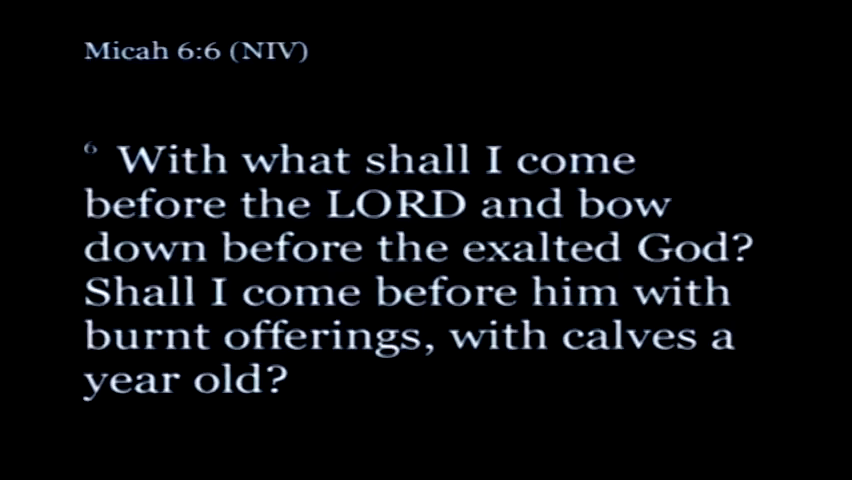 Micah 6:6 (NIV)
6 With what shall I come
before the LORD and bow
down before the exalted God?
Shall I come before him with
burnt offerings, with calves a
year old?